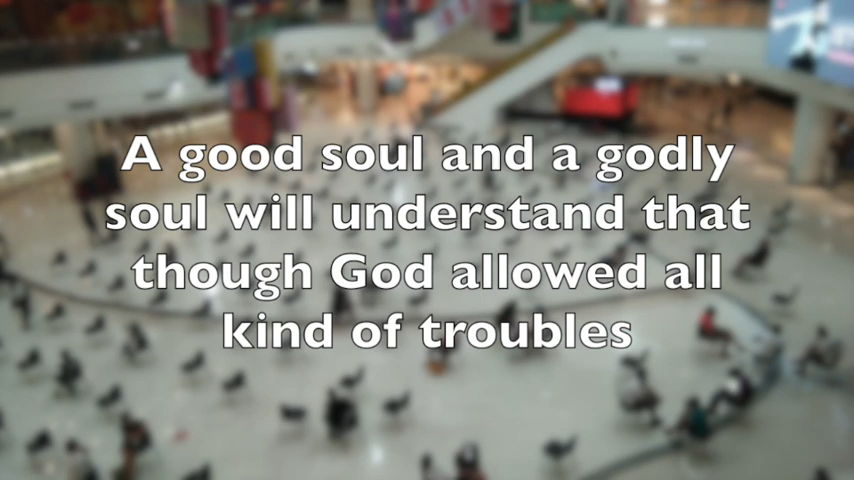 A good soul and a godly
soul will understand that
though God allowed all
kind of troubles